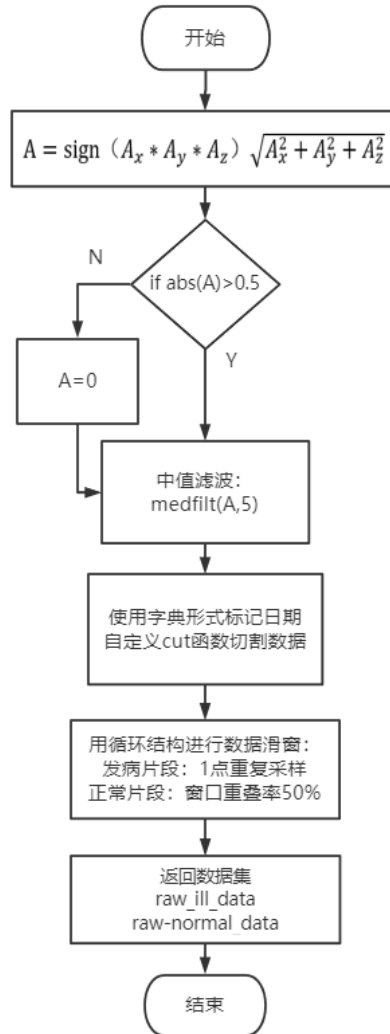 开始
A = sign（A_x * A_y * A_z）√(A_x^2 + A_y^2 + A_z^2)
N
if abs(A)>0.5
Y
A=0
中值滤波：
medfilt(A,5)
使用字典形式标记日期
自定义cut函数切割数据
用循环结构进行数据滑窗：
发病片段：1点重复采样
正常片段：窗口重叠率50%
返回数据集
raw_ill_data
raw-normal_data
结束